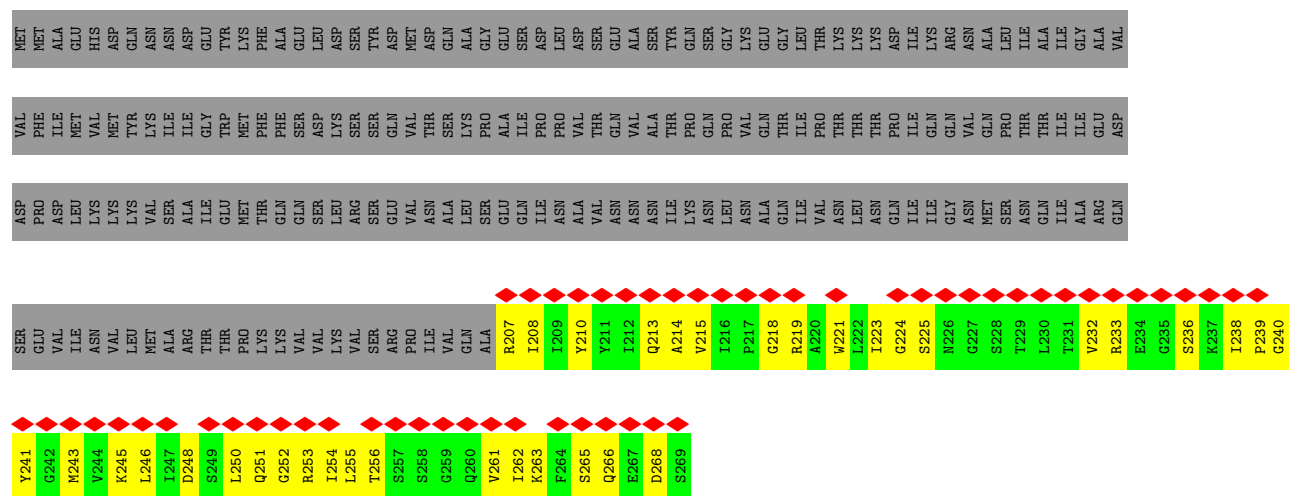 MET MET ALA GLU HIS ASP GLN ASN ASN ASP GLU TYR LYS PHE ALA GLU LEU ASP SER TYR ASP MET ASP GLN ALA GLY GLU SER ASP LEU ASP SER GLU ALA SER TYR GLN SER GLY LYS GLU GLY LEU THR LYS LYS LYS ASP ILE LYS ARG ASN ALA LEU ILE ALA ILE GLY ALA VAL
VAL PHE ILE MET VAL MET TYR LYS ILE ILE GLY TRP MET PHE PHE SER ASP LYS SER SER GLN VAL THR SER LYS PRO ALA ILE PRO PRO VAL THR GLN VAL ALA THR PRO GLN PRO VAL GLN THR ILE PRO THR THR THR PRO ILE GLN GLN VAL GLN PRO THR THR ILE ILE GLU ASP
ASP PRO ASP LEU LYS LYS LYS VAL SER ALA ILE GLU MET THR GLN GLN SER LEU ARG SER GLU VAL ASN ALA LEU SER GLU GLN ILE ASN ALA VAL ASN ASN ASN ILE LYS ASN LEU ASN ALA GLN ILE VAL ASN LEU ASN GLN ILE ILE GLY ASN MET SER ASN GLN ILE ALA ARG GLN
SER GLU VAL ILE ASN VAL LEU MET ALA ARG THR THR PRO LYS LYS VAL VAL LYS VAL SER ARG PRO ILE VAL GLN ALA R207 I208 I209 Y210 Y211 I212 Q213 A214 V215 I216 P217 G218 R219 A220 W221 L222 I223 G224 S225 N226 G227 S228 T229 L230 T231 V232 R233 E234 G235 S236 K237 I238 P239 G240
Y241 G242 M243 V244 K245 L246 I247 D248 S249 L250 Q251 G252 R253 I254 L255 T256 S257 S258 G259 Q260 V261 I262 K263 F264 S265 Q266 E267 D268 S269